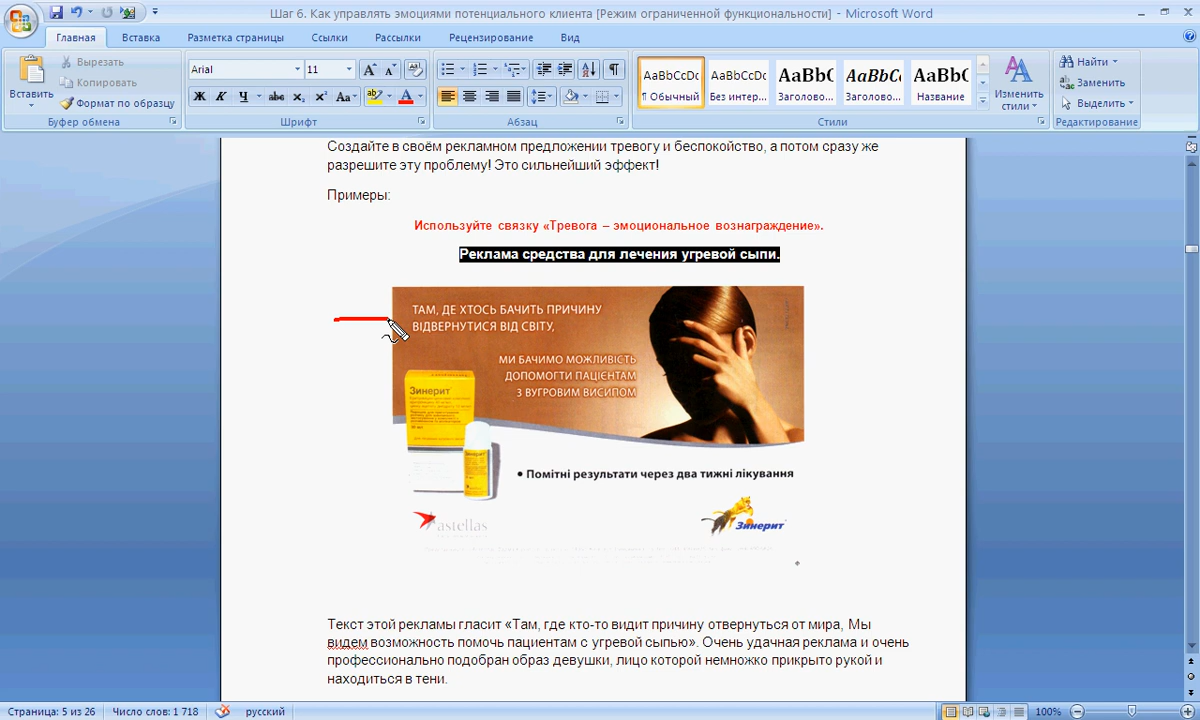 Шаг 6. Как управлять эмоциями потенциального клиента [Режим ограниченной функциональности] - Microsoft Word
Главная
Вставка
Разметка страницы
Ссылки
Рассылки
Рецензирование
Вид
Вставить
Вырезать
Копировать
Формат по образцу
Буфер обмена
Arial
11
Шрифт
Абзац
АаBbCcDc
¶ Обычный
АаBbCcDc
Без интер...
АаBbС
Заголово...
АаBbСс
Заголово...
АаBbС
Название
Изменить стили
Стили
Найти
Заменить
Выделить
Редактирование
Создайте в своём рекламном предложении тревогу и беспокойство, а потом сразу же
разрешите эту проблему! Это сильнейший эффект!
Примеры:
Используйте связку «Тревога – эмоциональное вознаграждение».
Реклама средства для лечения угревой сыпи.
ТАМ, ДЕ ХТОСЬ БАЧИТЬ ПРИЧИНУ
ВІДВЕРНУТИСЯ ВІД СВІТУ,
МИ БАЧИМО МОЖЛИВІСТЬ
ДОПОМОГТИ ПАЦІЄНТАМ
З ВУГРОВИМ ВИСИПОМ
Зинерит
Зинерит
• Помітні результати через два тижні лікування
astellas
Зинерит
Текст этой рекламы гласит «Там, где кто-то видит причину отвернуться от мира, Мы
видем возможность помочь пациентам с угревой сыпью». Очень удачная реклама и очень
профессионально подобран образ девушки, лицо которой немножко прикрыто рукой и
находиться в тени.
Страница: 5 из 26
Число слов: 1 718
русский
100%